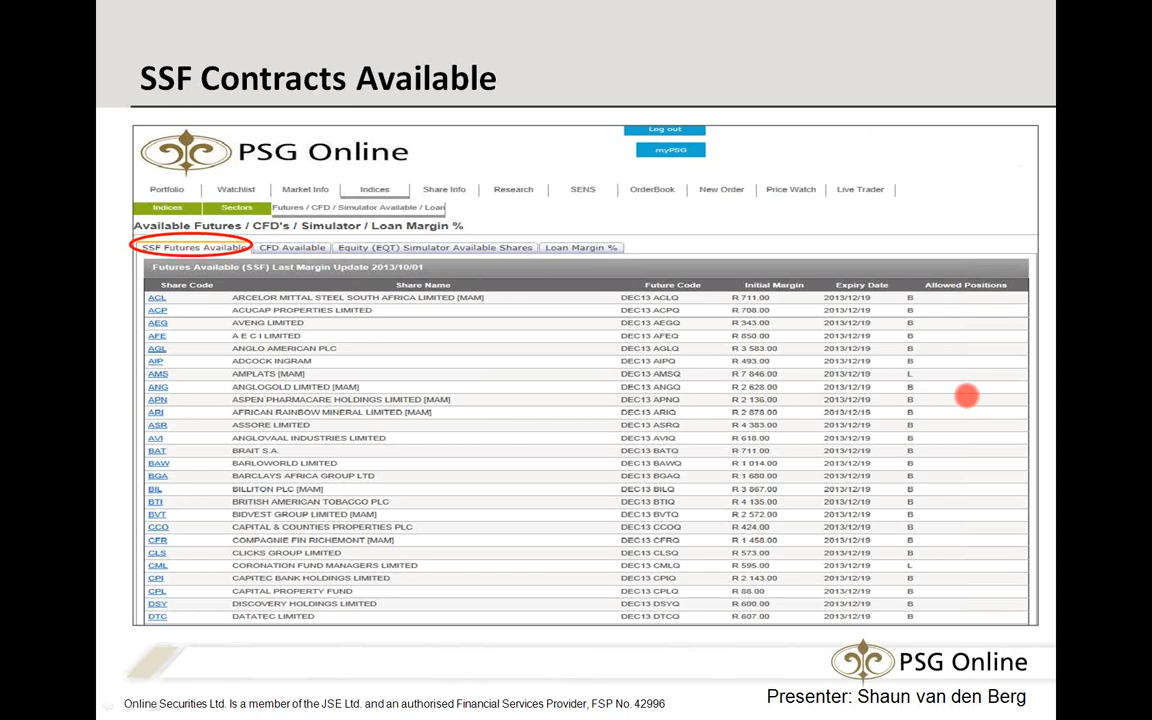 SSF Contracts Available
Log out
PSG Online
myPSG
Portfolio Watchlist Market Info Indices Share Info Research SENS OrderBook New Order Price Watch Live Trader
Indices Sectors Futures / CFD / Simulator Available / Loan
Available Futures / CFD's / Simulator / Loan Margin %
SSF Futures Available CFD Available Equity (EQT) Simulator Available Shares Loan Margin %
Futures Available (SSF) Last Margin Update 2013/10/01
Share Code Share Name Future Code Initial Margin Expiry Date Allowed Positions
ACL ARCELOR MITTAL STEEL SOUTH AFRICA LIMITED [MAM] DEC13 ACLQ R 711.00 2013/12/19 B
ACP ACUCAP PROPERTIES LIMITED DEC13 ACPQ R 708.00 2013/12/19 B
AEG AVENG LIMITED DEC13 AEGQ R 343.00 2013/12/19 B
AFE A E C I LIMITED DEC13 AFEQ R 850.00 2013/12/19 B
AGL ANGLO AMERICAN PLC DEC13 AGLQ R 3 583.00 2013/12/19 B
AIP ADCOCK INGRAM DEC13 AIPQ R 493.00 2013/12/19 B
AMS AMPLATS [MAM] DEC13 AMSQ R 7 846.00 2013/12/19 L
ANG ANGLOGOLD LIMITED [MAM] DEC13 ANGQ R 2 628.00 2013/12/19 B
APN ASPEN PHARMACARE HOLDINGS LIMITED [MAM] DEC13 APNQ R 2 136.00 2013/12/19 B
ARI AFRICAN RAINBOW MINERAL LIMITED [MAM] DEC13 ARIQ R 2 878.00 2013/12/19 B
ASR ASSORE LIMITED DEC13 ASRQ R 4 383.00 2013/12/19 B
AVI ANGLOVAAL INDUSTRIES LIMITED DEC13 AVIQ R 618.00 2013/12/19 B
BAT BRAIT S.A. DEC13 BATQ R 711.00 2013/12/19 B
BAW BARLOWORLD LIMITED DEC13 BAWQ R 1 014.00 2013/12/19 B
BGA BARCLAYS AFRICA GROUP LTD DEC13 BGAQ R 1 680.00 2013/12/19 B
BIL BILLITON PLC [MAM] DEC13 BILQ R 3 867.00 2013/12/19 B
BTI BRITISH AMERICAN TOBACCO PLC DEC13 BTIQ R 4 135.00 2013/12/19 B
BVT BIDVEST GROUP LIMITED [MAM] DEC13 BVTQ R 2 572.00 2013/12/19 B
CCO CAPITAL & COUNTIES PROPERTIES PLC DEC13 CCOQ R 424.00 2013/12/19 B
CFR COMPAGNIE FIN RICHEMONT [MAM] DEC13 CFRQ R 1 458.00 2013/12/19 B
CLS CLICKS GROUP LIMITED DEC13 CLSQ R 573.00 2013/12/19 B
CML CORONATION FUND MANAGERS LIMITED DEC13 CMLQ R 595.00 2013/12/19 L
CPI CAPITEC BANK HOLDINGS LIMITED DEC13 CPIQ R 2 143.00 2013/12/19 B
CPL CAPITAL PROPERTY FUND DEC13 CPLQ R 88.00 2013/12/19 B
DSY DISCOVERY HOLDINGS LIMITED DEC13 DSYQ R 600.00 2013/12/19 B
DTC DATATEC LIMITED DEC13 DTCQ R 607.00 2013/12/19 B
PSG Online
Presenter: Shaun van den Berg
Online Securities Ltd. Is a member of the JSE Ltd. and an authorised Financial Services Provider, FSP No. 42996